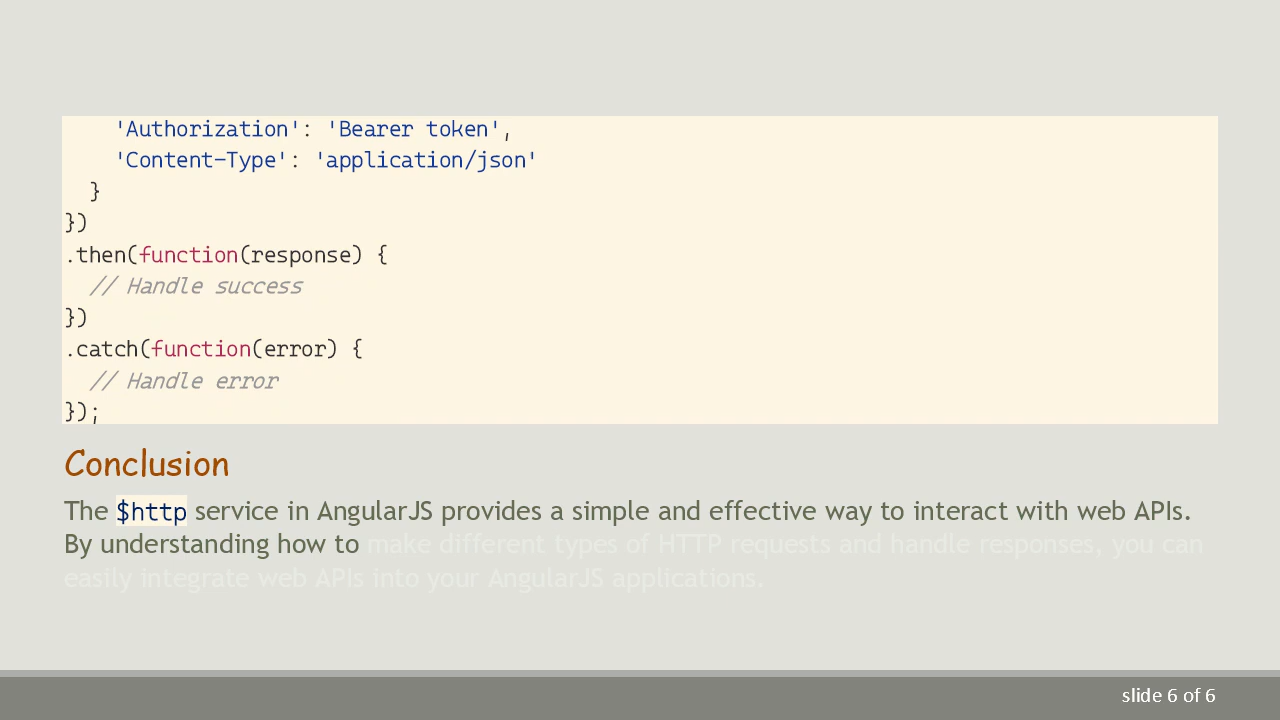 'Authorization': 'Bearer token',
    'Content-Type': 'application/json'
  }
})
.then(function(response) {
  // Handle success
})
.catch(function(error) {
  // Handle error
});
Conclusion
The $http service in AngularJS provides a simple and effective way to interact with web APIs.
By understanding how to make different types of HTTP requests and handle responses, you can
easily integrate web APIs into your AngularJS applications.
slide 6 of 6